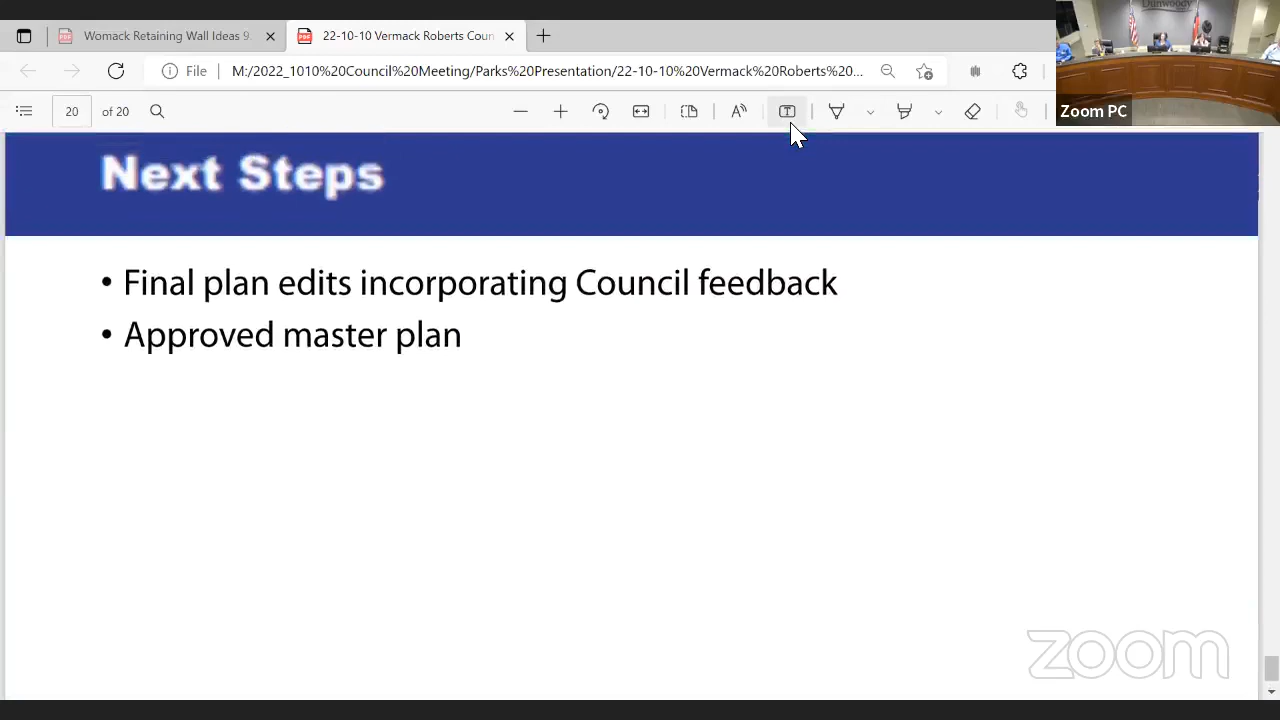 Womack Retaining Wall Ideas 9
22-10-10 Vermack Roberts Coun
File
M:/2022_1010%20Council%20Meeting/Parks%20Presentation/22-10-10%20Vermack%20Roberts%20...
20 of 20
Dunwoody
Zoom PC
Next Steps
• Final plan edits incorporating Council feedback
• Approved master plan
zoom